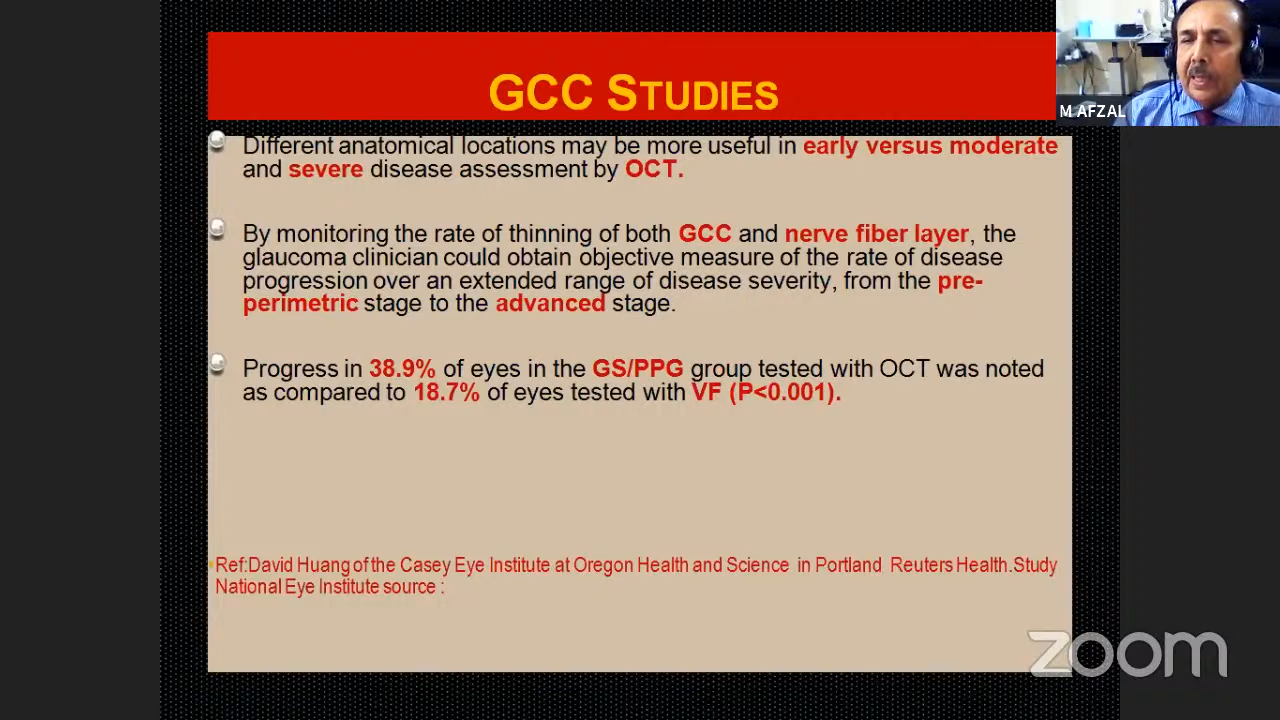 GCC STUDIES
M AFZAL
Different anatomical locations may be more useful in early versus moderate
and severe disease assessment by OCT.
By monitoring the rate of thinning of both GCC and nerve fiber layer, the
glaucoma clinician could obtain objective measure of the rate of disease
progression over an extended range of disease severity, from the pre-
perimetric stage to the advanced stage.
Progress in 38.9% of eyes in the GS/PPG group tested with OCT was noted
as compared to 18.7% of eyes tested with VF (P<0.001).
Ref:David Huang of the Casey Eye Institute at Oregon Health and Science in Portland Reuters Health.Study
National Eye Institute source :
zoom